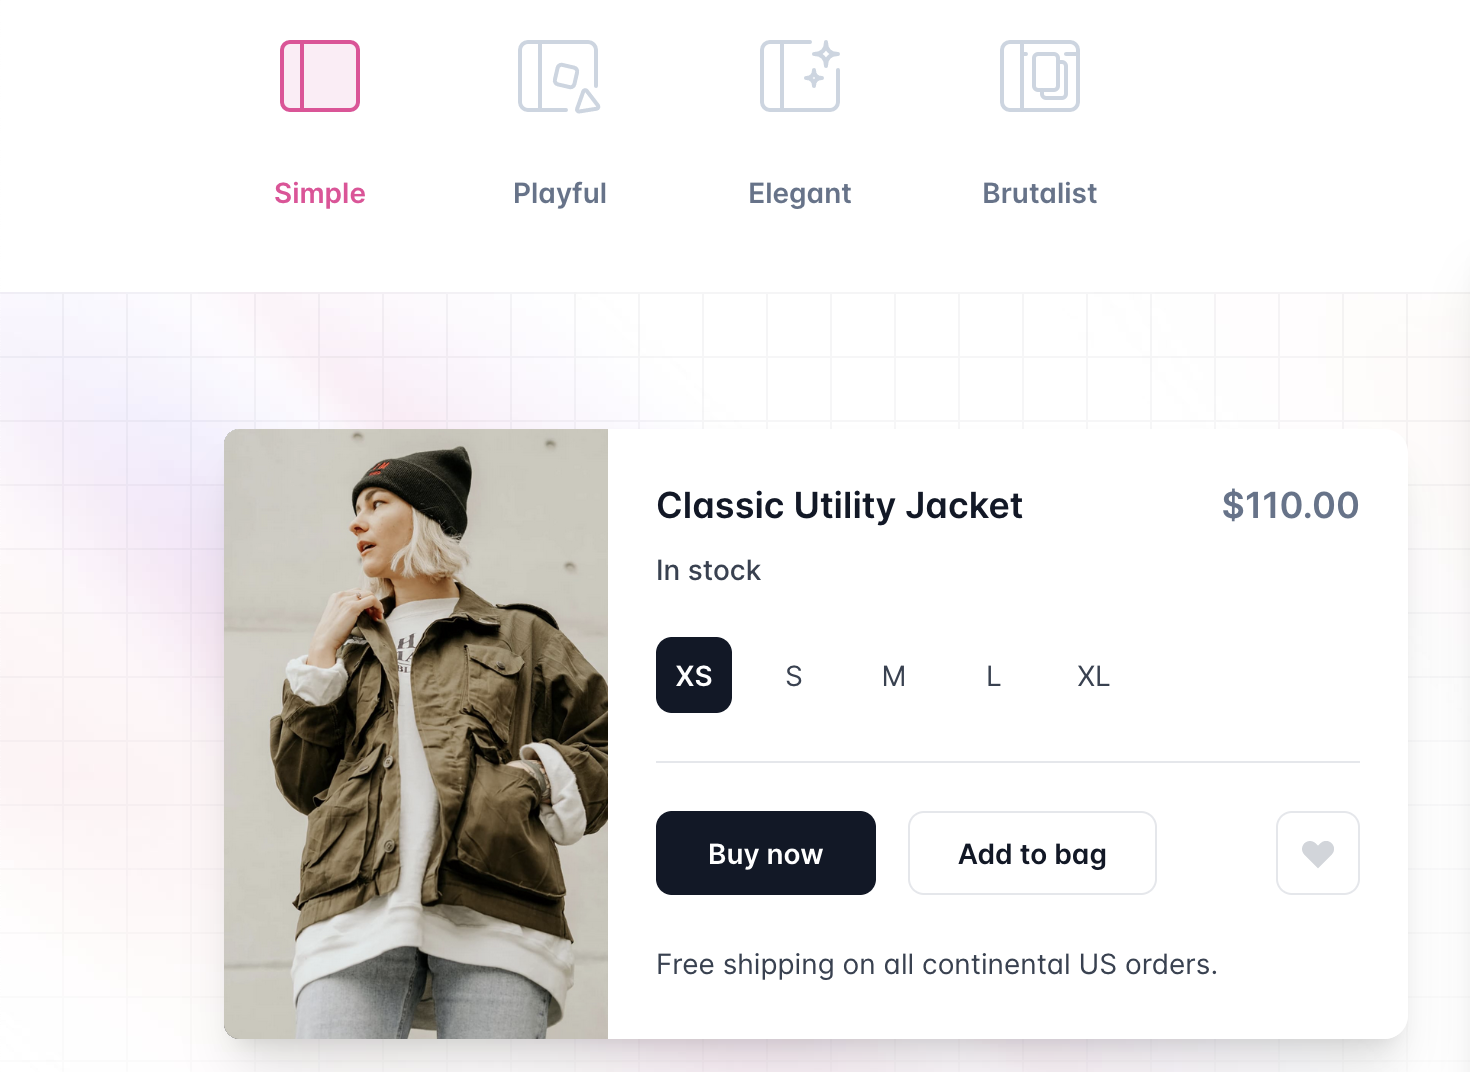 Simple
Playful
Elegant
Brutalist
Classic Utility Jacket
$110.00
In stock
XS
S
M
L
XL
Buy now
Add to bag
Free shipping on all continental US orders.